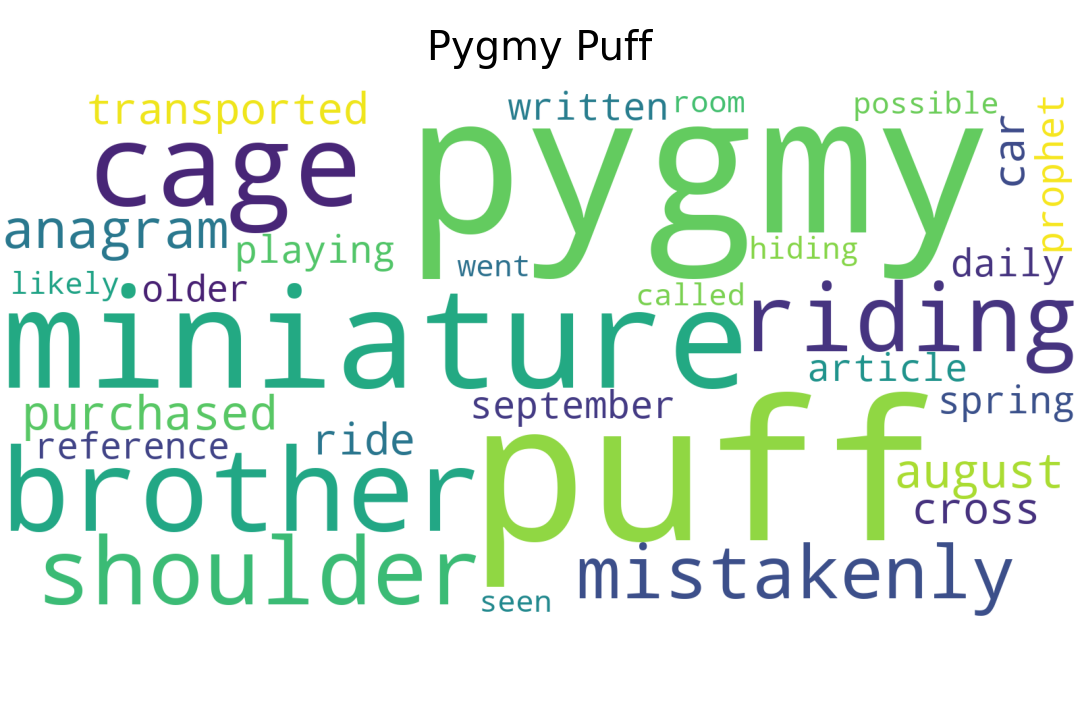 Pygmy Puff
transported
written
room
possible
prophet
car
cage
pygmy
anagram
playing
hiding
went
daily
likely
older
called
miniature
riding
article
purchased
september
spring
reference
ride
puff
brother
august
cross
shoulder
mistakenly
seen